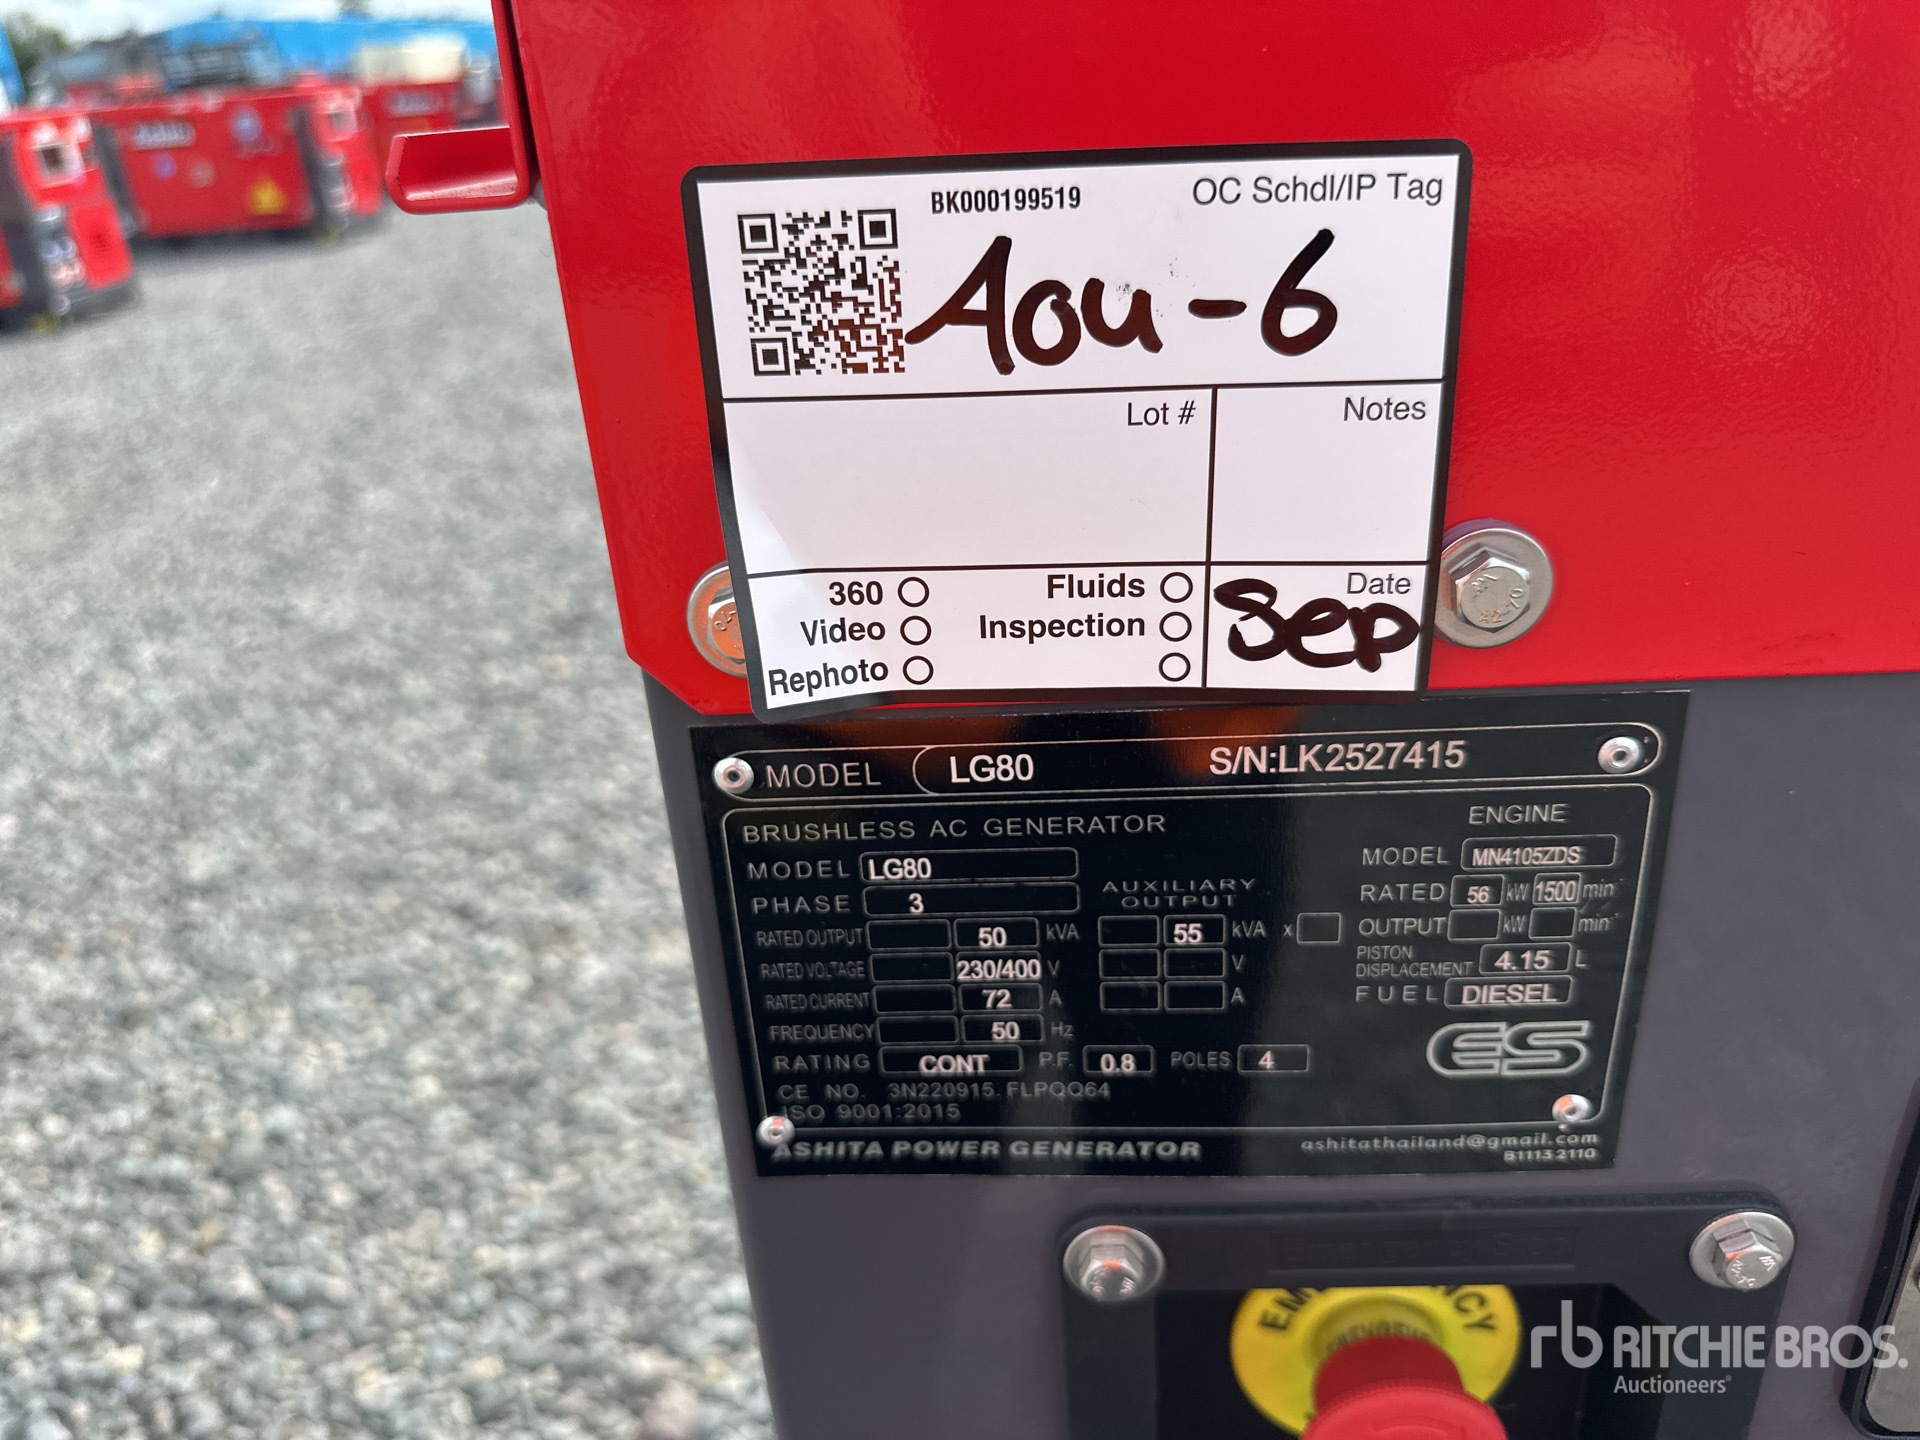 BK000199519
OC Schdl/IP Tag
Aou-6
Lot #
Notes
360
Fluids
Date
Video
Inspection
Sep
Rephoto
MODEL LG80 S/N:LK2527415
BRUSHLESS AC GENERATOR
ENGINE
MODEL LG80
MODEL MN4105ZDS
PHASE 3
AUXILIARY OUTPUT
RATED 56 kW 1500 min
RATED OUTPUT 50 kVA 55 kVA x
OUTPUT kW min
RATED VOLTAGE 230/400 V V
PISTON DISPLACEMENT 4.15 L
RATED CURRENT 72 A A
FUEL DIESEL
FREQUENCY 50 Hz
RATING CONT P.F. 0.8 POLES 4
ES
CE NO. 3N220915.FLPQQ64
ISO 9001:2015
ASHITA POWER GENERATOR
ashitathailand@gmail.com
B1113-2110
EMERGENCY
rb RITCHIE BROS.
Auctioneers